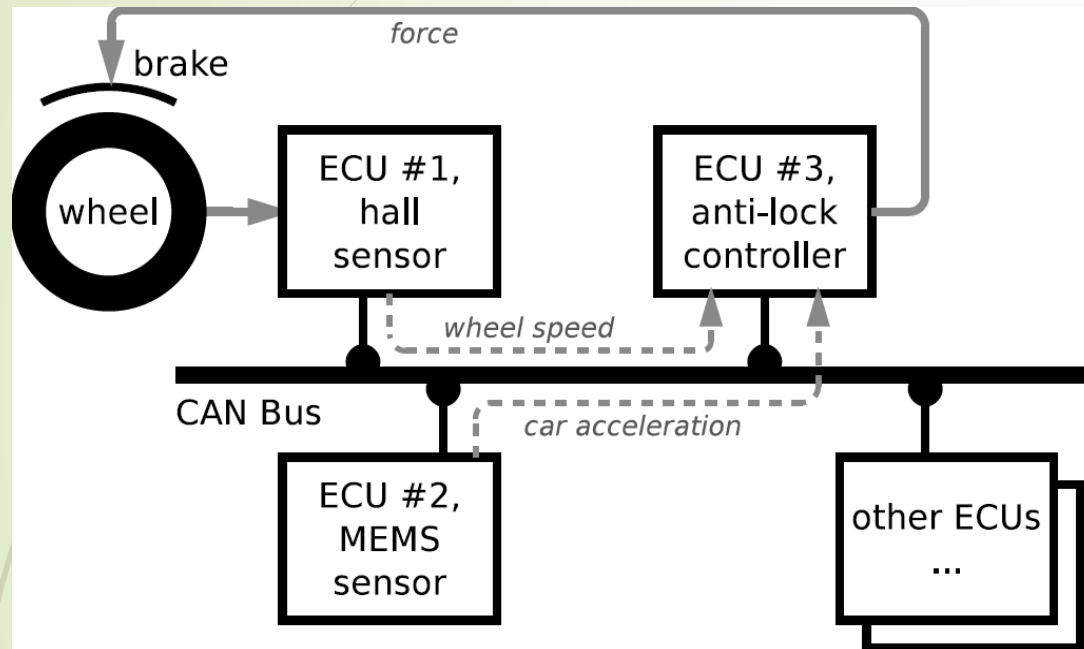 force
brake
wheel
ECU #1,
hall
sensor
ECU #3,
anti-lock
controller
wheel speed
CAN Bus
car acceleration
ECU #2,
MEMS
sensor
other ECUs
...